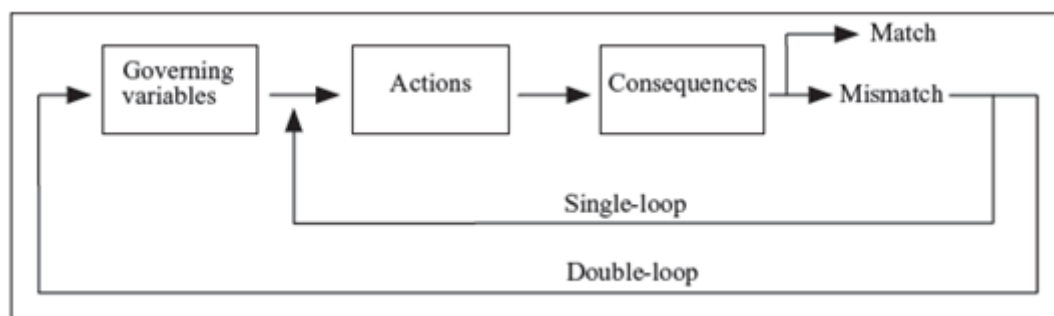 Governing
variables
Actions
Consequences
Match
Mismatch
Single-loop
Double-loop